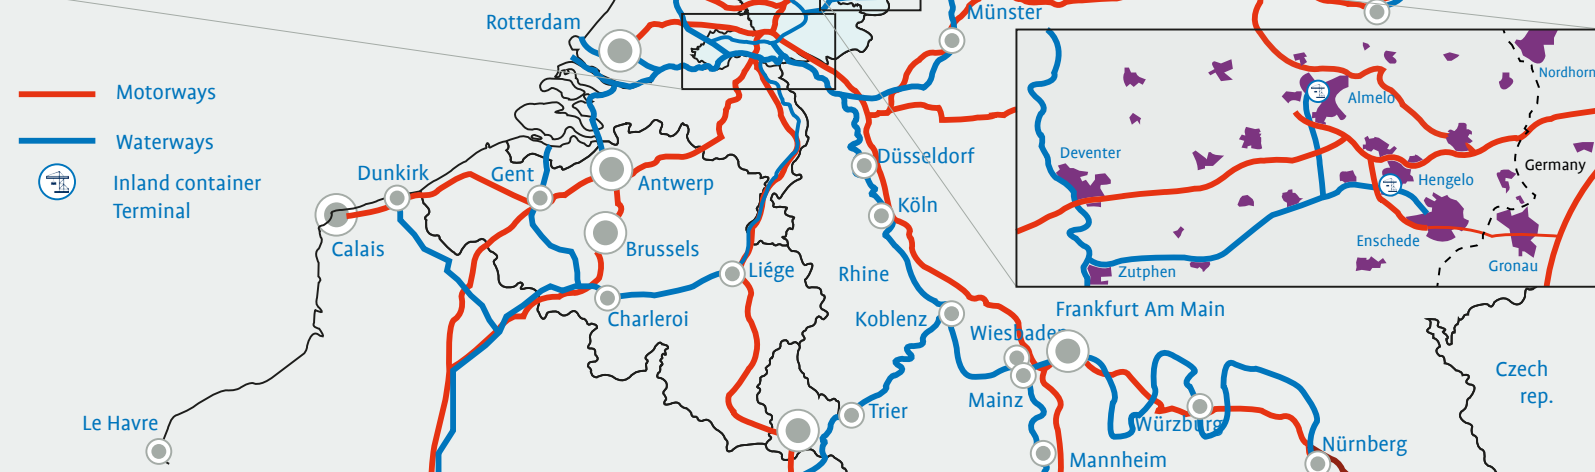 Rotterdam
Münster
Motorways
Waterways
Inland container
Terminal
Nordhorn
Almelo
Deventer
Germany
Hengelo
Enschede
Gronau
Zutphen
Dunkirk
Gent
Antwerp
Düsseldorf
Köln
Calais
Brussels
Liége
Rhine
Charleroi
Koblenz
Frankfurt Am Main
Wiesbaden
Mainz
Czech
rep.
Le Havre
Trier
Würzburg
Nürnberg
Mannheim